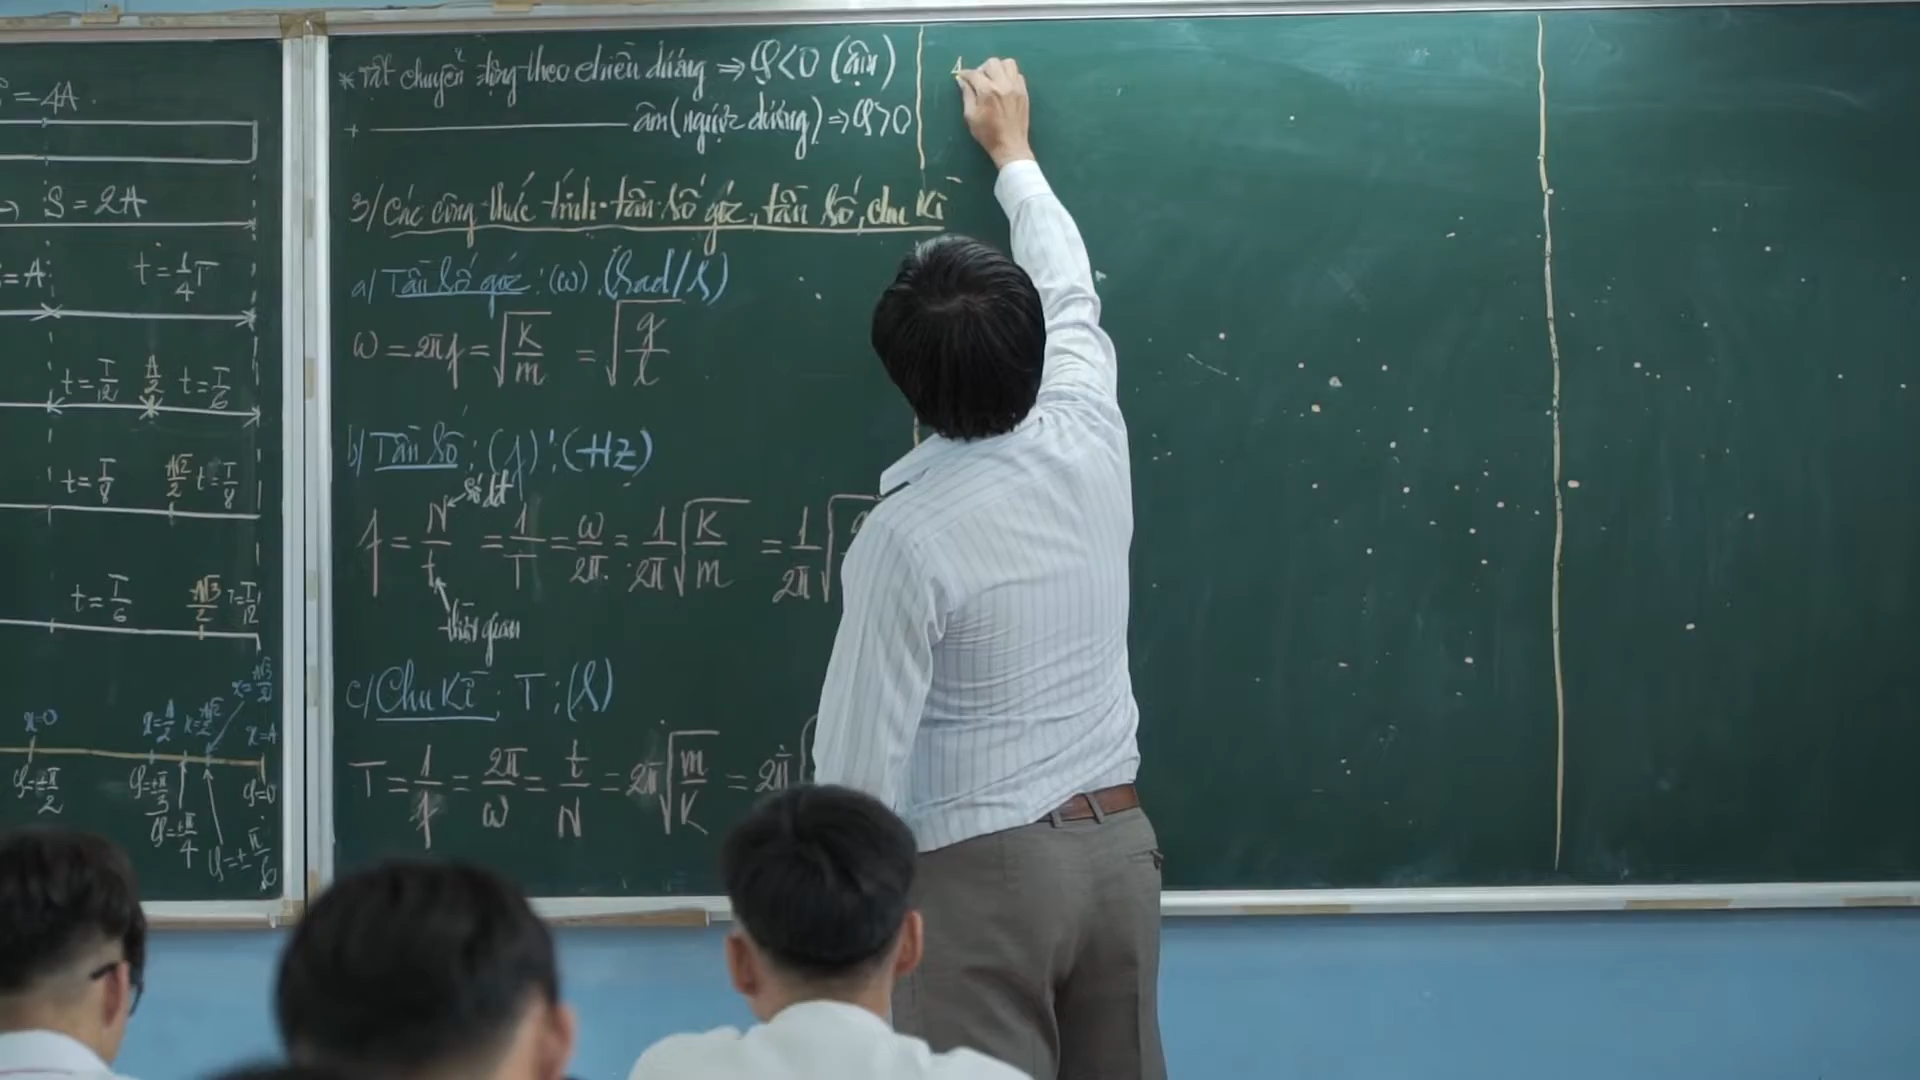 = -4A
→ S = 2A
= A t = 1/4 T
t = T/12 A/2 t = T/6
t = T/8 A√2/2 t = T/8
t = T/6 A√3/2 T/12
x = A√3/2
x=0 x=A/2 x=A√2/2 x=A
φ=±π/2 φ=±π/3 φ=0
φ=±π/4 φ=±π/6
* vật chuyển động theo chiều dương ⇒ φ<0 (âm)
+ ———— âm (ngược dương) ⇒ φ>0
3/ Các công thức tính tần số góc, tần số, chu kì
a/ Tần số góc: (ω). (Rad/s)
ω = 2πf = √(K/m) = √(g/l)
b/ Tần số: (f): (Hz)
số dđ
f = N/t = 1/T = ω/2π = 1/2π √(K/m) = 1/2π √
thời gian
c/ Chu kì: T: (s)
T = 1/f = 2π/ω = t/N = 2π√(m/K) = 2π√
4